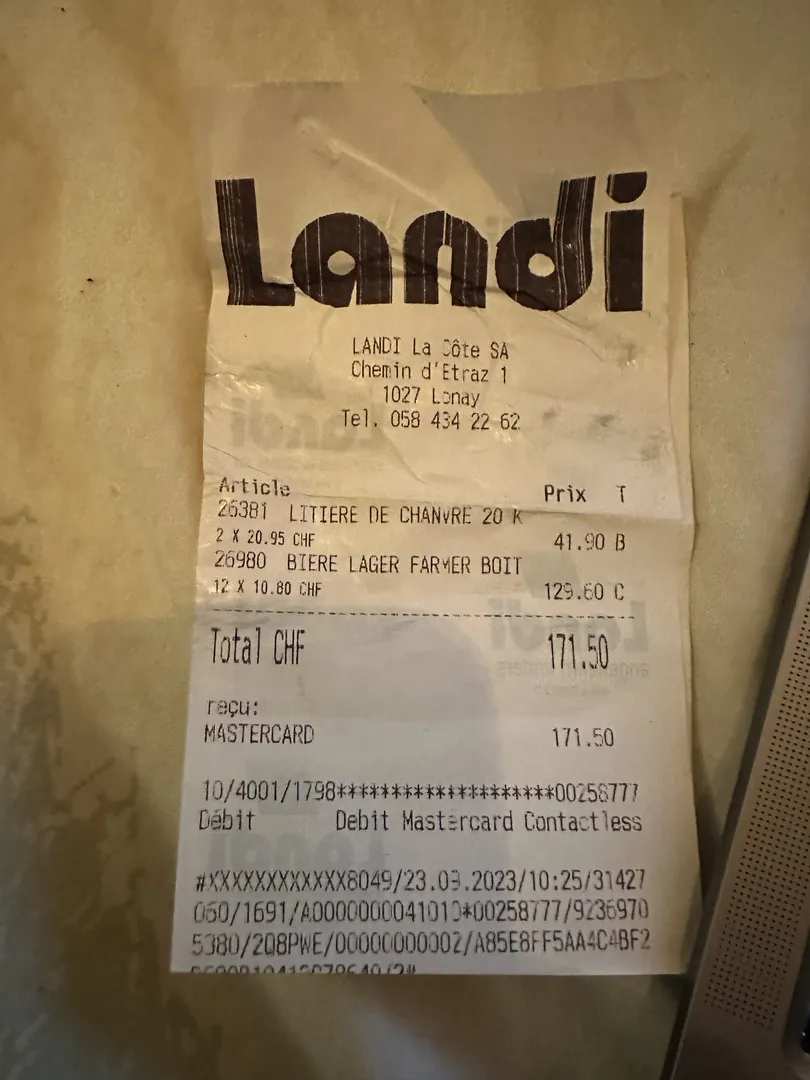 Landi
LANDI La Côte SA
Chemin d'Etraz 1
1027 Lonay
Tel. 058 434 22 62
Article Prix T
26381 LITIERE DE CHANVRE 20 K
2 X 20.95 CHF 41.90 B
26980 BIERE LAGER FARMER BOIT
12 X 10.80 CHF 129.60 C
Total CHF 171.50
reçu:
MASTERCARD 171.50
10/4001/1798*********************00258777
Débit Debit Mastercard Contactless
#XXXXXXXXXXXX8049/23.09.2023/10:25/31427
060/1691/A0000000041010*00258777/9236970
5380/2Q8PWE/00000000002/A85E8FF5AA4C4BF2